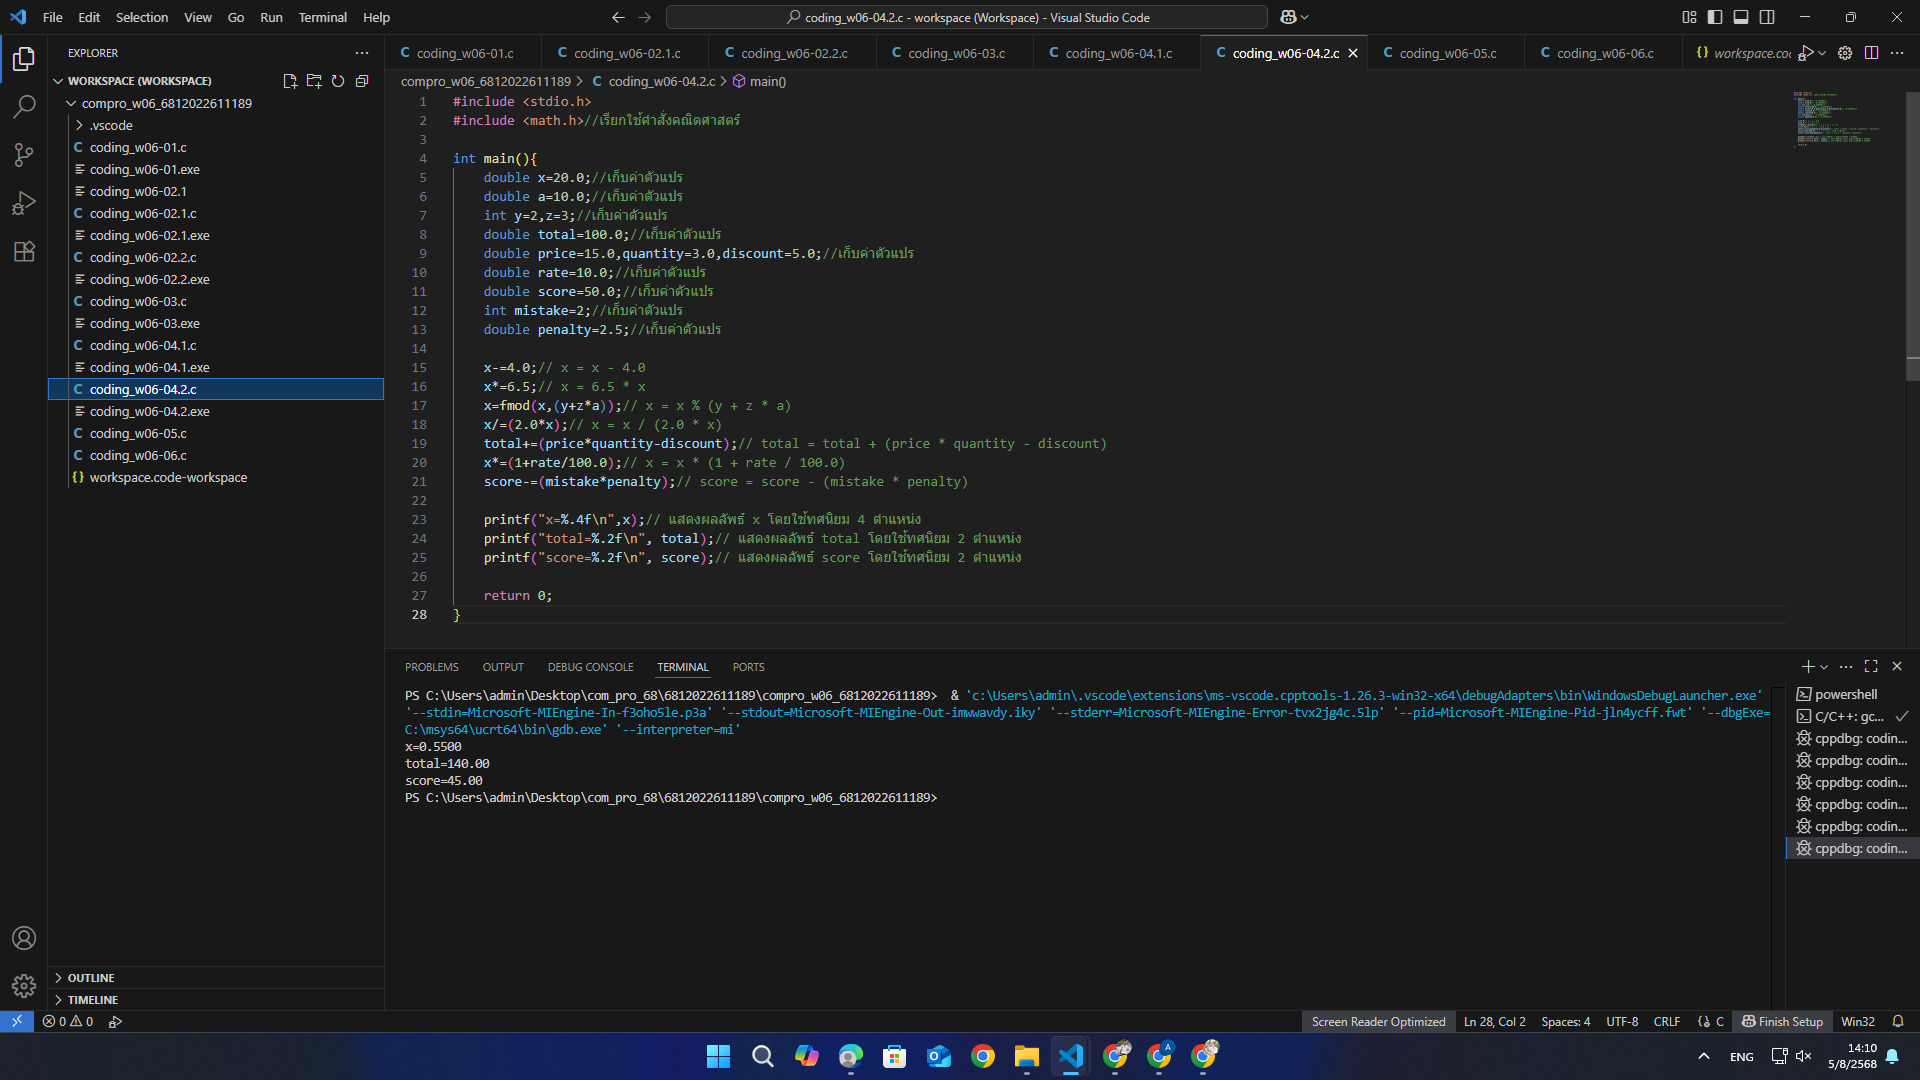 File Edit Selection View Go Run Terminal Help
coding_w06-04.2.c - workspace (Workspace) - Visual Studio Code
EXPLORER
WORKSPACE (WORKSPACE)
compro_w06_6812022611189
.vscode
coding_w06-01.c
coding_w06-01.exe
coding_w06-02.1
coding_w06-02.1.c
coding_w06-02.1.exe
coding_w06-02.2.c
coding_w06-02.2.exe
coding_w06-03.c
coding_w06-03.exe
coding_w06-04.1.c
coding_w06-04.1.exe
coding_w06-04.2.c
coding_w06-04.2.exe
coding_w06-05.c
coding_w06-06.c
workspace.code-workspace
OUTLINE
TIMELINE
coding_w06-01.c coding_w06-02.1.c coding_w06-02.2.c coding_w06-03.c coding_w06-04.1.c coding_w06-04.2.c coding_w06-05.c coding_w06-06.c workspace.co
compro_w06_6812022611189 > C coding_w06-04.2.c > main()
1 #include <stdio.h>
2 #include <math.h>//เรียกใช้คำสั่งคณิตศาสตร์
3
4 int main(){
5 double x=20.0;//เก็บค่าตัวแปร
6 double a=10.0;//เก็บค่าตัวแปร
7 int y=2,z=3;//เก็บค่าตัวแปร
8 double total=100.0;//เก็บค่าตัวแปร
9 double price=15.0,quantity=3.0,discount=5.0;//เก็บค่าตัวแปร
10 double rate=10.0;//เก็บค่าตัวแปร
11 double score=50.0;//เก็บค่าตัวแปร
12 int mistake=2;//เก็บค่าตัวแปร
13 double penalty=2.5;//เก็บค่าตัวแปร
14
15 x-=4.0;// x = x - 4.0
16 x*=6.5;// x = 6.5 * x
17 x=fmod(x,(y+z*a));// x = x % (y + z * a)
18 x/=(2.0*x);// x = x / (2.0 * x)
19 total+=(price*quantity-discount);// total = total + (price * quantity - discount)
20 x*=(1+rate/100.0);// x = x * (1 + rate / 100.0)
21 score-=(mistake*penalty);// score = score - (mistake * penalty)
22
23 printf("x=%.4f\n",x);// แสดงผลลัพธ์ x โดยใช้ทศนิยม 4 ตำแหน่ง
24 printf("total=%.2f\n", total);// แสดงผลลัพธ์ total โดยใช้ทศนิยม 2 ตำแหน่ง
25 printf("score=%.2f\n", score);// แสดงผลลัพธ์ score โดยใช้ทศนิยม 2 ตำแหน่ง
26
27 return 0;
28 }
PROBLEMS OUTPUT DEBUG CONSOLE TERMINAL PORTS
PS C:\Users\admin\Desktop\com_pro_68\6812022611189\compro_w06_6812022611189> & 'c:\Users\admin\.vscode\extensions\ms-vscode.cpptools-1.26.3-win32-x64\debugAdapters\bin\WindowsDebugLauncher.exe'
'--stdin=Microsoft-MIEngine-In-f3oho5le.p3a' '--stdout=Microsoft-MIEngine-Out-imwwavdy.iky' '--stderr=Microsoft-MIEngine-Error-tvx2jg4c.5lp' '--pid=Microsoft-MIEngine-Pid-jln4ycff.fwt' '--dbgExe=
C:\msys64\ucrt64\bin\gdb.exe' '--interpreter=mi'
x=0.5500
total=140.00
score=45.00
PS C:\Users\admin\Desktop\com_pro_68\6812022611189\compro_w06_6812022611189>
powershell
C/C++: gc...
cppdbg: codin...
cppdbg: codin...
cppdbg: codin...
cppdbg: codin...
cppdbg: codin...
cppdbg: codin...
0 0
Screen Reader Optimized Ln 28, Col 2 Spaces: 4 UTF-8 CRLF {} C Finish Setup Win32
ENG
14:10
5/8/2568